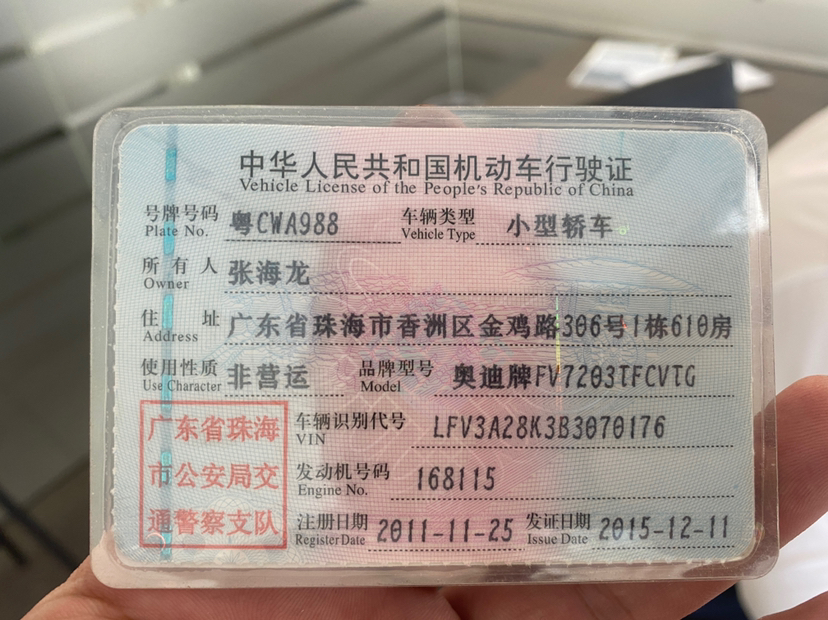 中华人民共和国机动车行驶证
Vehicle License of the People's Republic of China
号牌号码 粤CWA988 车辆类型 小型轿车
Plate No. Vehicle Type
所有人 张海龙
Owner
住址 广东省珠海市香洲区金鸡路306号1栋610房
Address
使用性质 非营运 品牌型号 奥迪牌FV7203TFCVTG
Use Character Model
广东省珠海
市公安局交
通警察支队
车辆识别代号 LFV3A28K3B3070176
VIN
发动机号码 168115
Engine No.
注册日期 2011-11-25 发证日期 2015-12-11
Register Date Issue Date